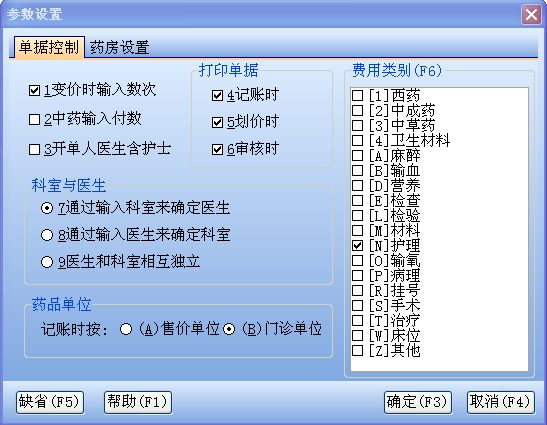 参数设置
单据控制 药房设置
1变价时输入数次
2中药输入付数
3开单人医生含护士
打印单据
4记账时
5划价时
6审核时
科室与医生
7通过输入科室来确定医生
8通过输入医生来确定科室
9医生和科室相互独立
药品单位
记账时按: (A)售价单位 (B)门诊单位
费用类别(F6)
[1]西药
[2]中成药
[3]中草药
[4]卫生材料
[A]麻醉
[B]输血
[D]营养
[E]检查
[L]检验
[M]材料
[N]护理
[O]输氧
[P]病理
[R]挂号
[S]手术
[T]治疗
[W]床位
[Z]其他
缺省(F5) 帮助(F1) 确定(F3) 取消(F4)